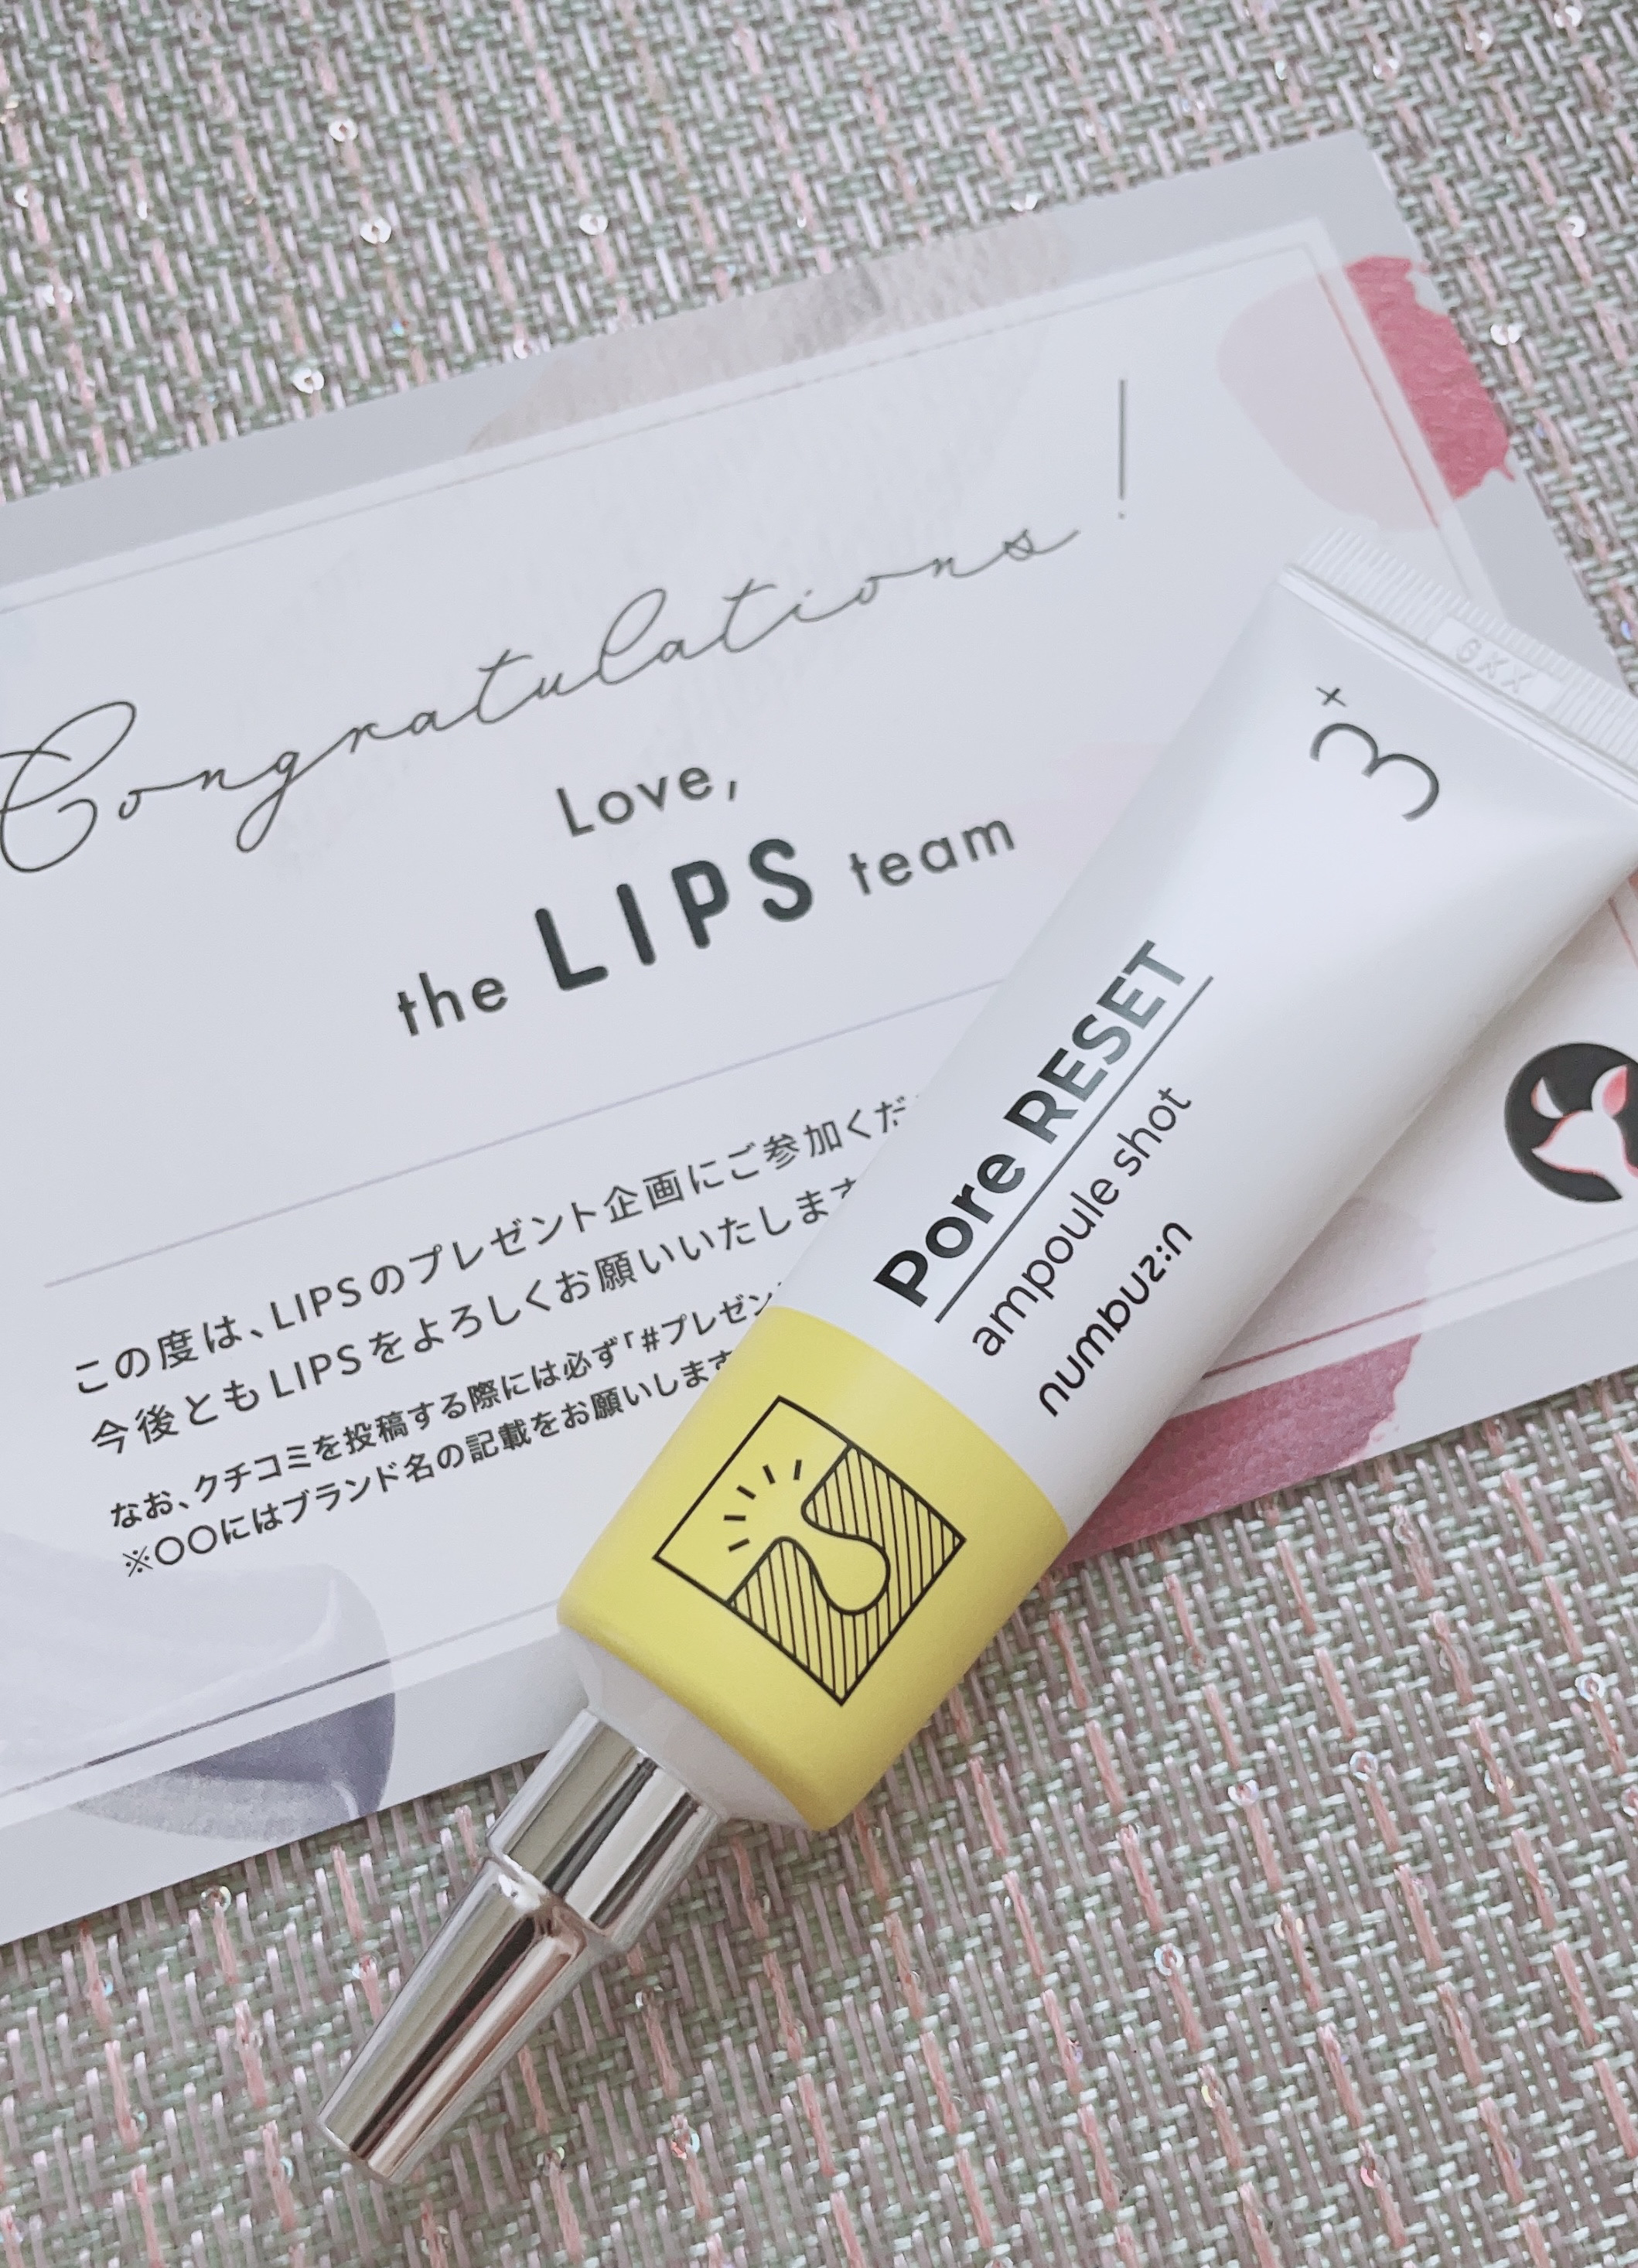 Congratulations!
Love,
the LIPS team
この度は、LIPSのプレゼント企画にご参加くだ
今後ともLIPSをよろしくお願いいたします
なお、クチコミを投稿する際には必ず「#プレゼン
※〇〇にはブランド名の記載をお願いします
3+
Pore RESET
ampoule shot
numbuz:n